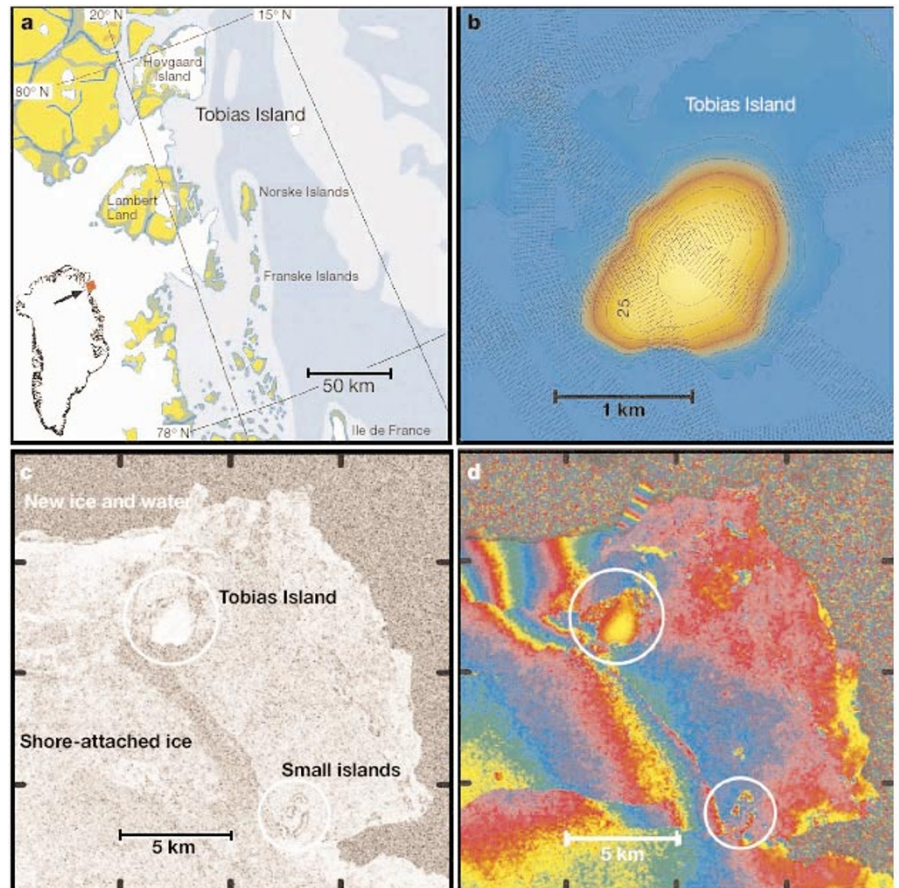 a
20° N
15° N
Hovgaard
Island
80° N
Tobias Island
Lambert
Land
Norske Islands
Franske Islands
50 km
78° N
Ile de France
b
Tobias Island
25
1 km
c
New ice and water
Tobias Island
Shore-attached ice
Small islands
5 km
d
5 km